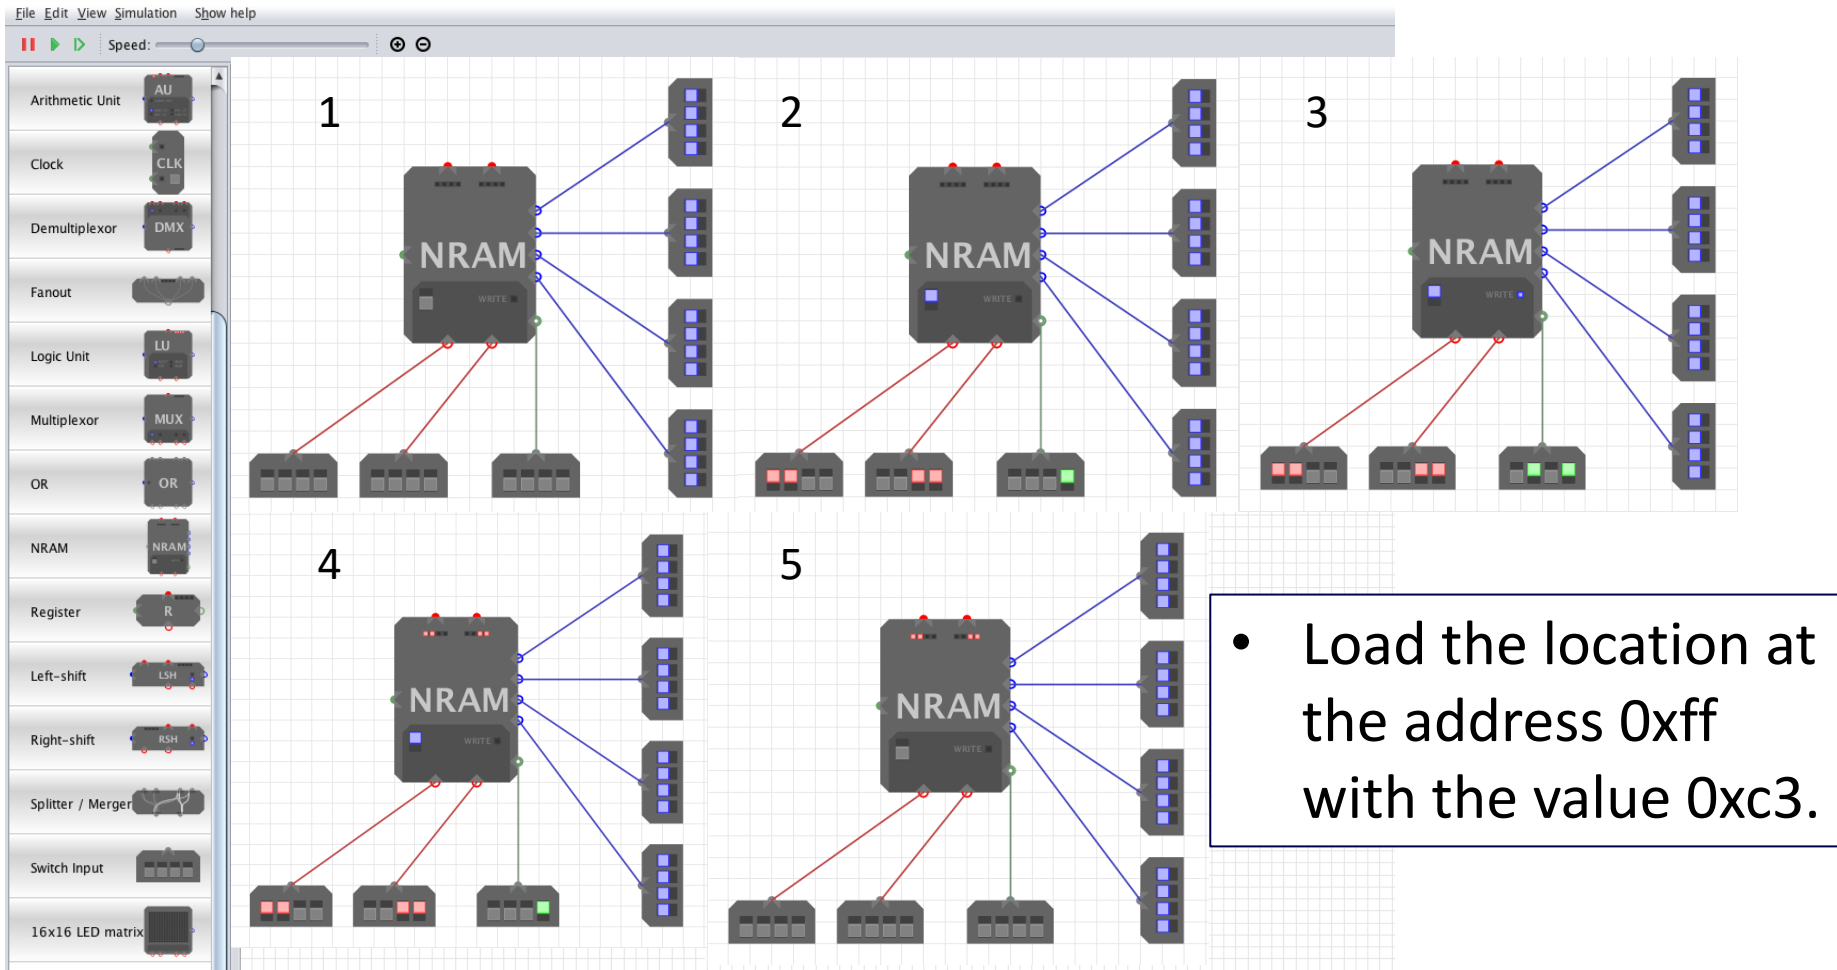 File Edit View Simulation Show help
Speed:
Arithmetic Unit
AU
Clock
CLK
Demultiplexor
DMX
Fanout
Logic Unit
LU
Multiplexor
MUX
OR
OR
NRAM
NRAM
Register
R
Left-shift
LSH
Right-shift
RSH
Splitter / Merger
Switch Input
16x16 LED matrix
1
NRAM
WRITE
2
NRAM
WRITE
3
NRAM
WRITE
4
NRAM
WRITE
5
NRAM
WRITE
• Load the location at
the address 0xff
with the value 0xc3.